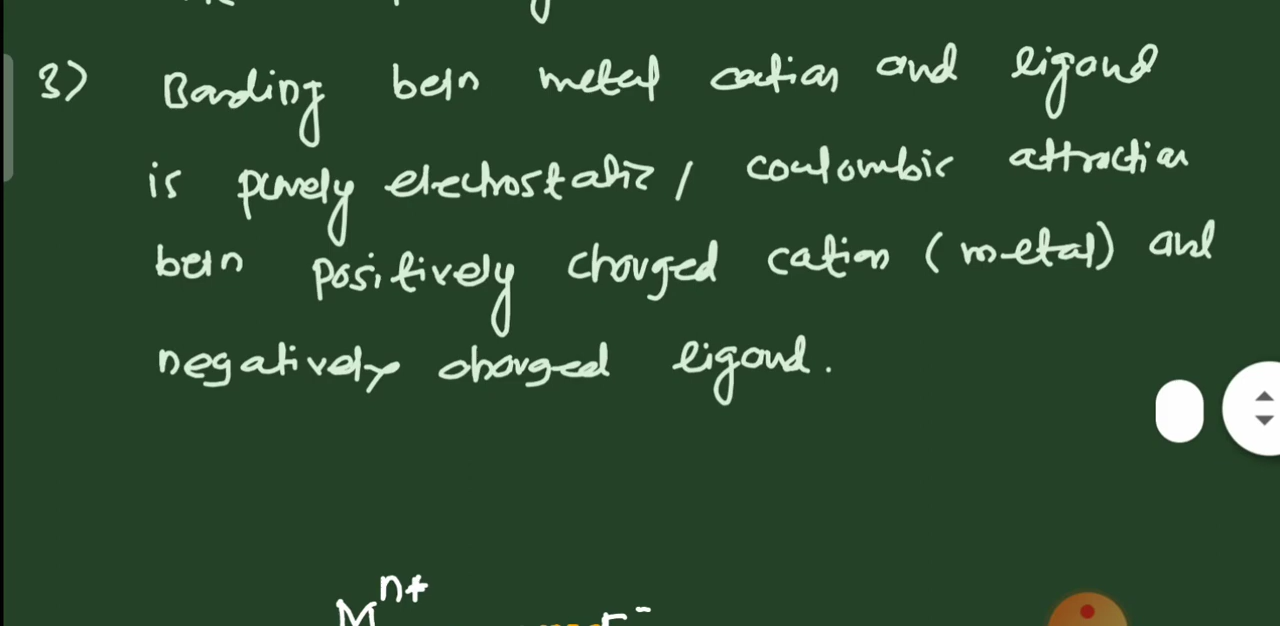 3) Bonding betn metal cation and ligand
is purely electrostatic / coulombic attraction
betn positively charged cation (metal) and
negatively charged ligand.
M n+